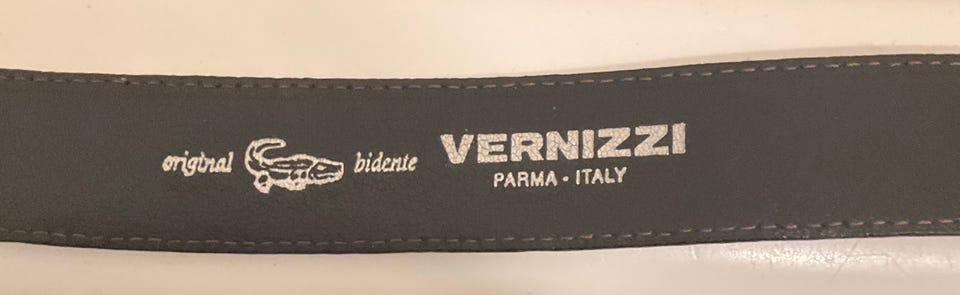 original bidente
VERNIZZI
PARMA - ITALY